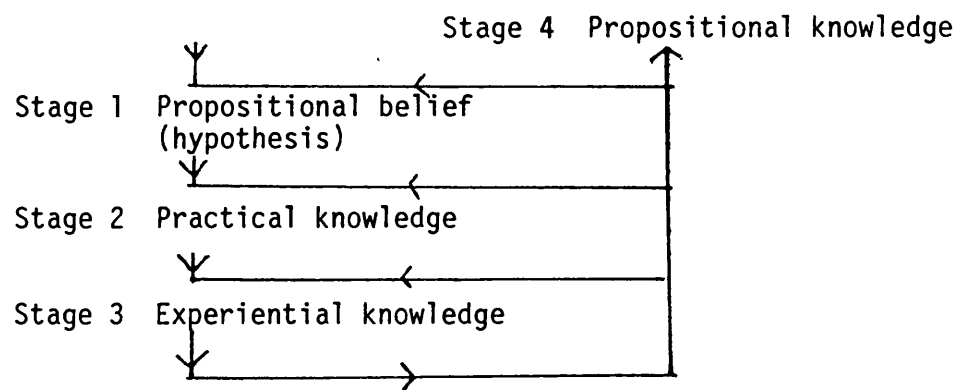 Stage 4 Propositional knowledge
Stage 1 Propositional belief
(hypothesis)
Stage 2 Practical knowledge
Stage 3 Experiential knowledge